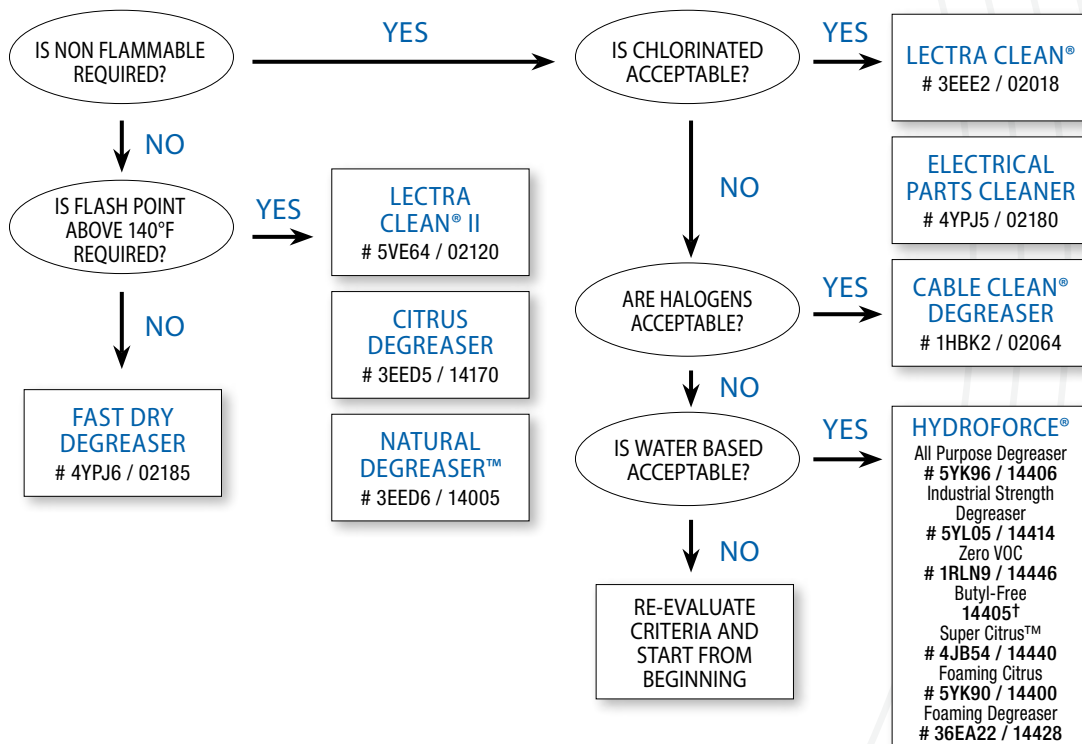 IS NON FLAMMABLE
REQUIRED?
YES
IS CHLORINATED
ACCEPTABLE?
YES
LECTRA CLEAN®
# 3EEE2 / 02018
NO
NO
ELECTRICAL
PARTS CLEANER
# 4YPJ5 / 02180
IS FLASH POINT
ABOVE 140°F
REQUIRED?
YES
LECTRA
CLEAN® II
# 5VE64 / 02120
NO
CITRUS
DEGREASER
# 3EED5 / 14170
NATURAL
DEGREASER™
# 3EED6 / 14005
FAST DRY
DEGREASER
# 4YPJ6 / 02185
ARE HALOGENS
ACCEPTABLE?
YES
CABLE CLEAN®
DEGREASER
# 1HBK2 / 02064
NO
IS WATER BASED
ACCEPTABLE?
YES
HYDROFORCE®
All Purpose Degreaser
# 5YK96 / 14406
Industrial Strength
Degreaser
# 5YL05 / 14414
Zero VOC
# 1RLN9 / 14446
Butyl-Free
14405†
Super Citrus™
# 4JB54 / 14440
Foaming Citrus
# 5YK90 / 14400
Foaming Degreaser
# 36EA22 / 14428
NO
RE-EVALUATE
CRITERIA AND
START FROM
BEGINNING